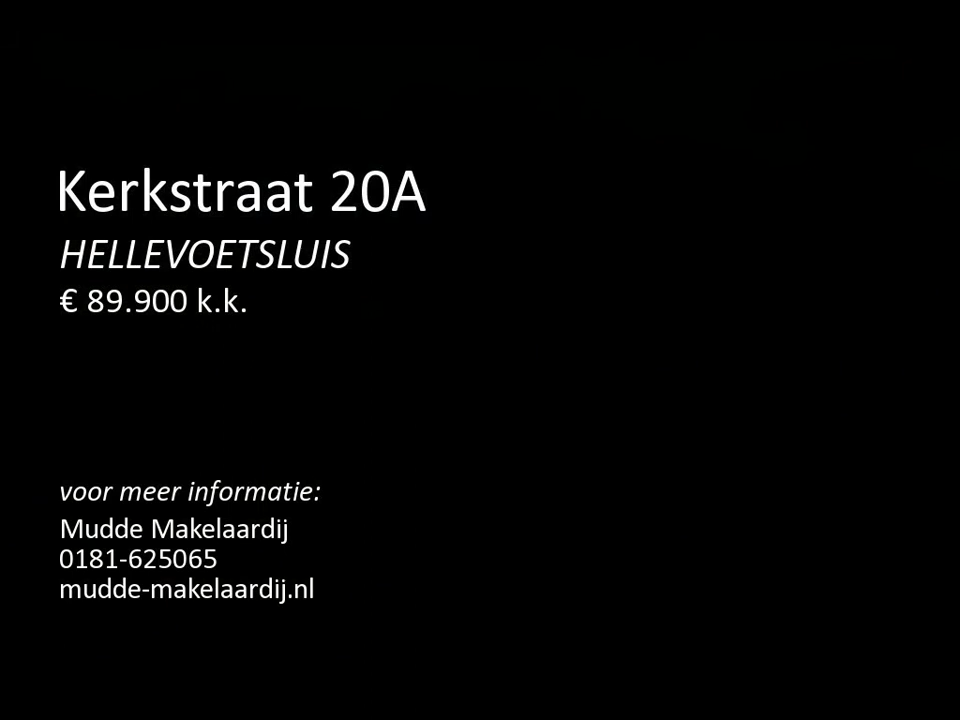 Kerkstraat 20A
HELLEVOETSLUIS
€ 89.900 k.k.
voor meer informatie:
Mudde Makelaardij
0181-625065
mudde-makelaardij.nl